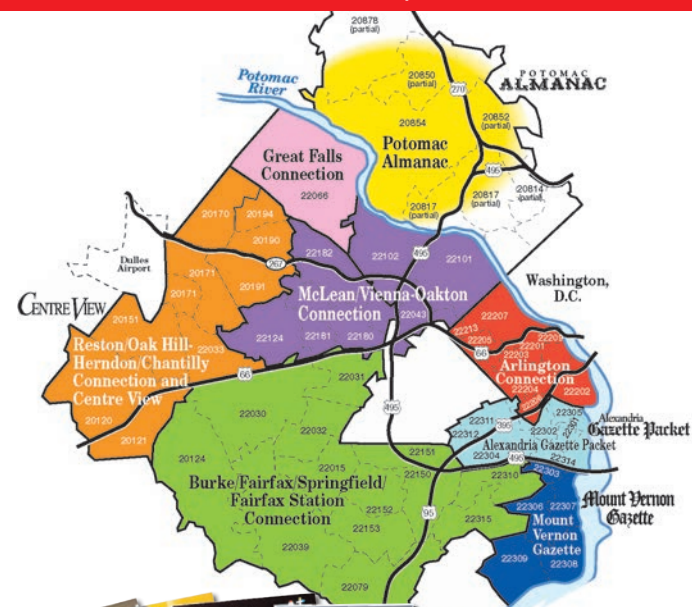 20878
(partial)
20850
(partial)
270
POTOMAC
ALMANAC
Potomac
River
20854
20852
(partial)
Potomac
Almanac
Great Falls
Connection
495
22066
20817
(partial)
20814
(partial)
20817
(partial)
20170
20194
20190
22182
22102
495
22101
Dulles
Airport
267
20171
20191
20171
Washington,
D.C.
McLean/Vienna-Oakton
Connection
CENTRE VIEW
20151
22043
22207
22213
22205
22124
22181
22180
22033
Reston/Oak Hill-
Herndon/Chantilly
Connection and
Centre View
66
22201
22209
22203
Arlington
Connection
22204
22202
22206
66
22031
20120
20121
22030
22032
495
395
22311
22312
22305
22301
22302
Alexandria
Gazette Packet
Alexandria Gazette Packet
22304
495
22314
20124
22151
22015
22150
22310
22303
Burke/Fairfax/Springfield/
Fairfax Station
Connection
22152
22153
95
22315
22306
22307
Mount
Vernon
Gazette
Mount Vernon
Gazette
22039
22309
22308
22079